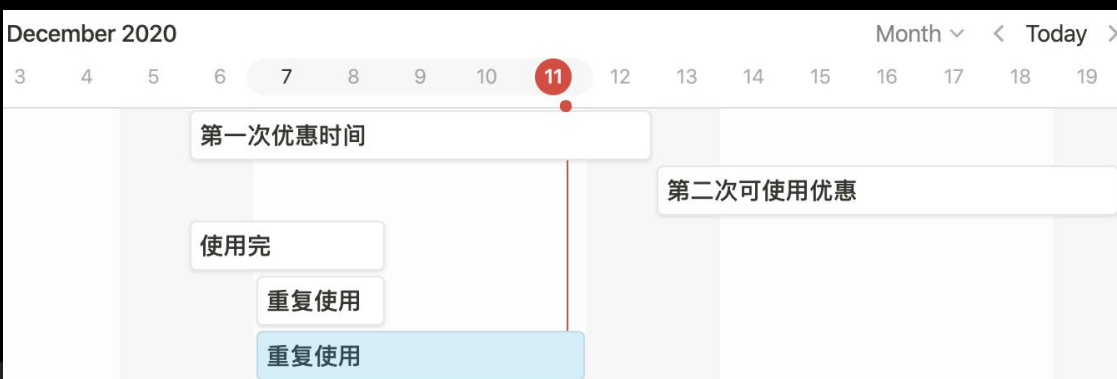 December 2020 Month Today
3 4 5 6 7 8 9 10 11 12 13 14 15 16 17 18 19
第一次优惠时间
第二次可使用优惠
使用完
重复使用
重复使用